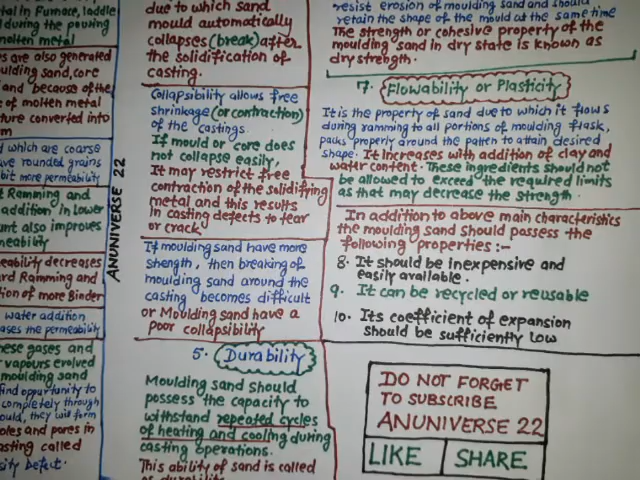 tal in Furnace, laddle
during the pouring
molten metal
s are also generated
ulding sand, core
and because of the
of molten metal
ture converted into
m
which are coarse
ve rounded grains
bit more permeability
t Ramming and
addition in lower
unt also improves
meability
eability decreases
rd Ramming and
tion of more Binder
water addition
ases the permeability
hese gases and
vapours evolved
moulding sand
find oppurtunity to
completely through
ould, they will form
oles and pores in
asting called
sity defect.
ANUNIVERSE 22
due to which sand
mould automatically
collapses (break) after
the solidification of
casting.
Collapsibility allows free
shrinkage (or contraction)
of the castings.
If mould or core does
not collapse easily,
It may restrict free
contraction of the solidifying
metal and this results
in casting defects to tear
or crack.
If moulding sand have more
shength, then breaking of
moulding sand around the
casting becomes difficult
or Moulding sand have a
poor collapsibility
5. Durability
Moulding sand should
possess the capacity to
withstand repeated cycles
of heating and cooling during
casting operations.
This ability of sand is called
as durability
resist erosion of moulding sand and should
retain the shape of the mould at the same time
The strength or cohesive property of the
moulding sand in dry state is known as
dry strength.
7. Flowability or Plasticity
It is the property of sand due to which it flows
during ramming to all portions of moulding flask,
packs properly around the pattern to attain desired
shape. It increases with addition of clay and
water content. These ingredients should not
be allowed to exceed the required limits
as that may decrease the strength.
In addition to above main characteristics
the moulding sand should possess the
following properties:-
8. It should be inexpensive and
easily available.
9. It can be recycled or reusable
10. Its coefficient of expansion
should be sufficiently low
DO NOT FORGET
TO SUBSCRIBE
ANUNIVERSE 22
LIKE SHARE